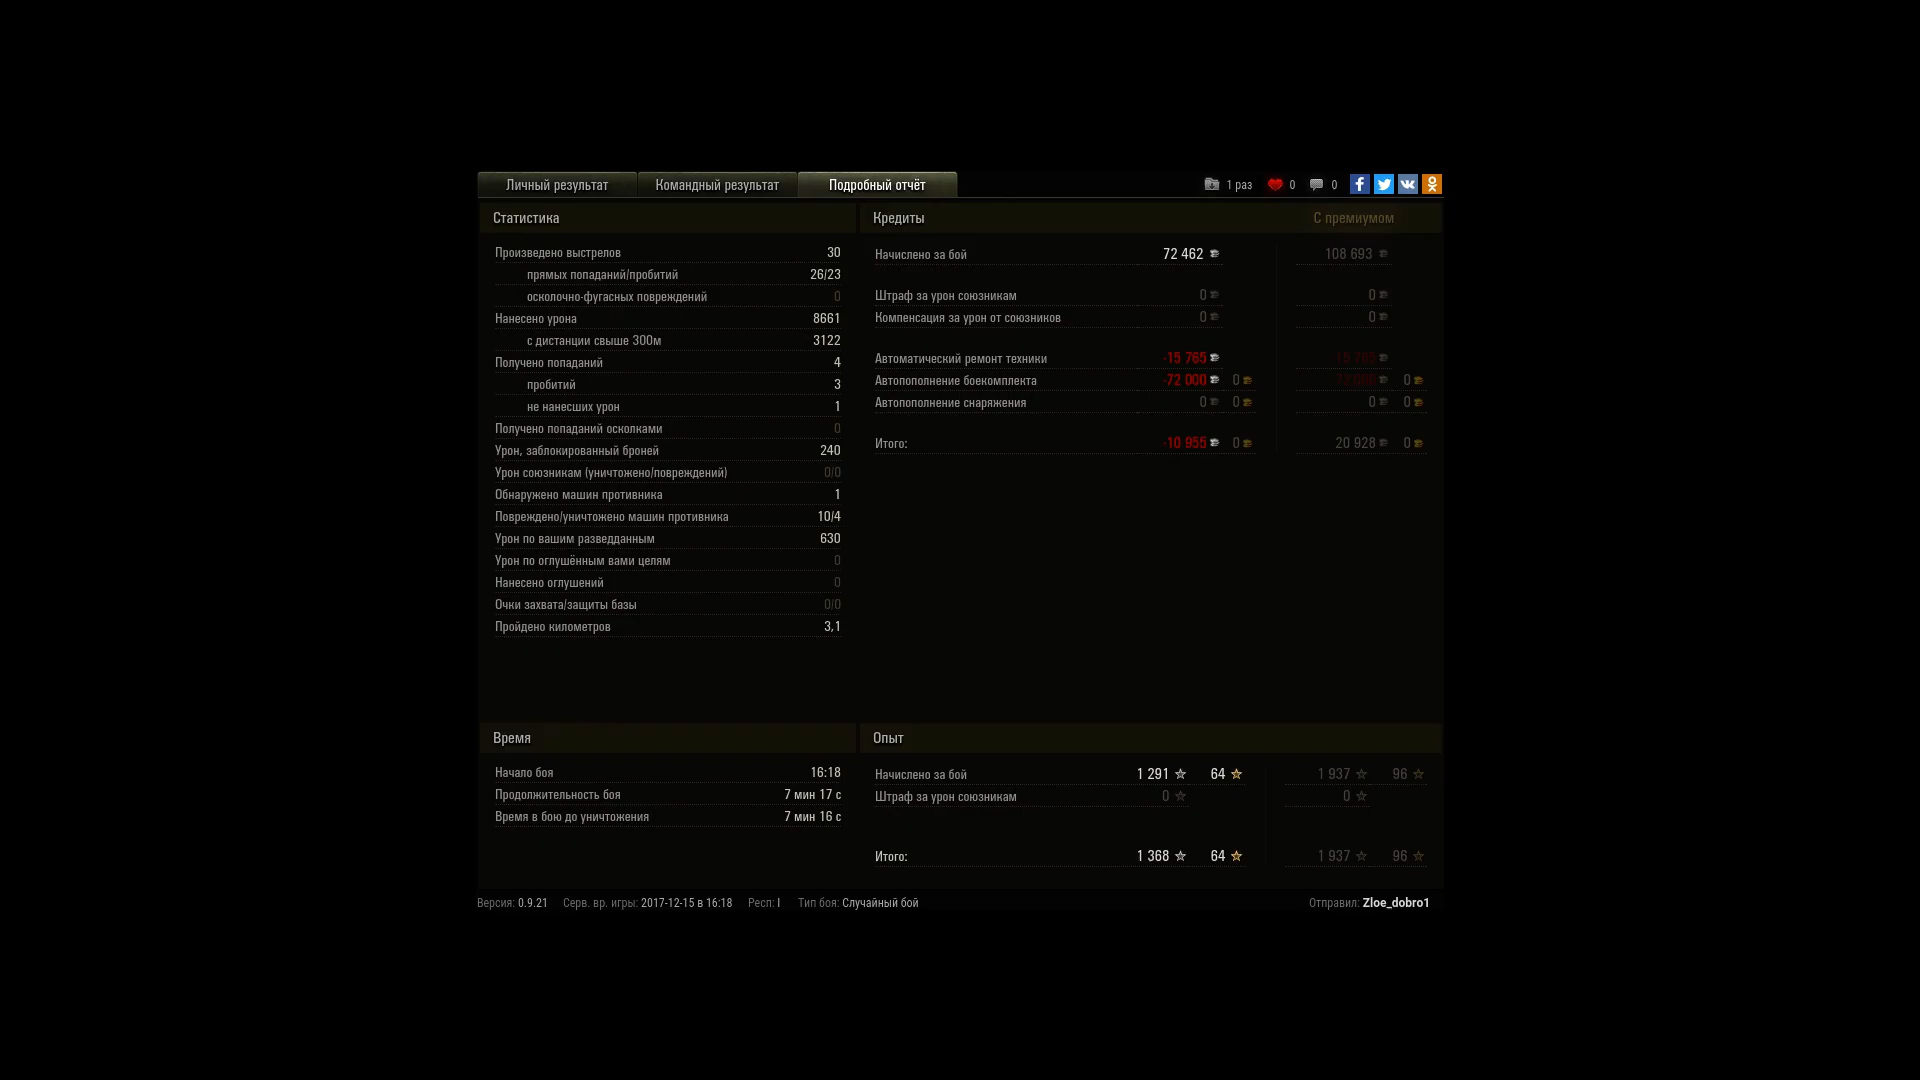 Личный результат Командный результат Подробный отчёт 1 раз 0 0
Статистика
Произведено выстрелов 30
прямых попаданий/пробитий 26/23
осколочно-фугасных повреждений 0
Нанесено урона 8661
с дистанции свыше 300м 3122
Получено попаданий 4
пробитий 3
не нанесших урон 1
Получено попаданий осколками 0
Урон, заблокированный броней 240
Урон союзникам (уничтожено/повреждений) 0/0
Обнаружено машин противника 1
Повреждено/уничтожено машин противника 10/4
Урон по вашим разведданным 630
Урон по оглушённым вами целям 0
Нанесено оглушений 0
Очки захвата/защиты базы 0/0
Пройдено километров 3,1
Кредиты С премиумом
Начислено за бой 72 462 108 693
Штраф за урон союзникам 0 0
Компенсация за урон от союзников 0 0
Автоматический ремонт техники -15 765 -15 765
Автопополнение боекомплекта -72 000 0 -72 000 0
Автопополнение снаряжения 0 0 0 0
Итого: -10 955 0 20 928 0
Время
Начало боя 16:18
Продолжительность боя 7 мин 17 с
Время в бою до уничтожения 7 мин 16 с
Опыт
Начислено за бой 1 291 64 1 937 96
Штраф за урон союзникам 0 0
Итого: 1 368 64 1 937 96
Версия: 0.9.21 Серв. вр. игры: 2017-12-15 в 16:18 Респ: I Тип боя: Случайный бой Отправил: Zloe_dobro1